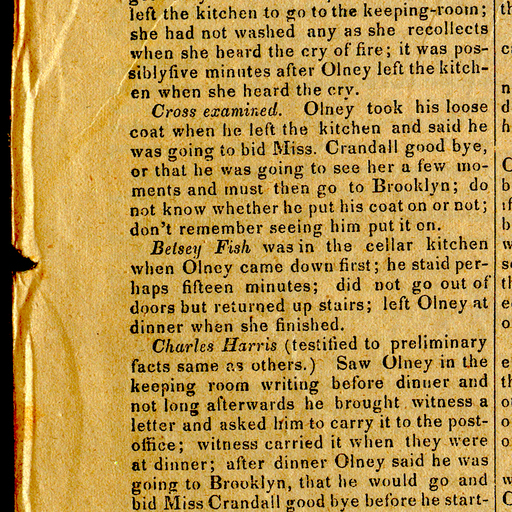 left the kitchen to go to the keeping-room;
she had not washed any as she recollects
when she heard the cry of fire; it was pos-
siblyfive minutes after Olney left the kitch-
en when she heard the cry.
Cross examined. Olney took his loose
coat when he left the kitchen and said he
was going to bid Miss. Crandall good bye,
or that he was going to see her a few mo-
ments and must then go to Brooklyn; do
not know whether he put his coat on or not;
don't remember seeing him put it on.
Betsey Fish was in the cellar kitchen
when Olney came down first; he staid per-
haps fifteen minutes; did not go out of
doors but returned up stairs; left Olney at
dinner when she finished.
Charles Harris (testified to preliminary
facts same as others.) Saw Olney in the
keeping room writing before dinner and
not long afterwards he brought witness a
letter and asked him to carry it to the post-
office; witness carried it when they were
at dinner; after dinner Olney said he was
going to Brooklyn, that he would go and
bid Miss Crandall good bye before he start-